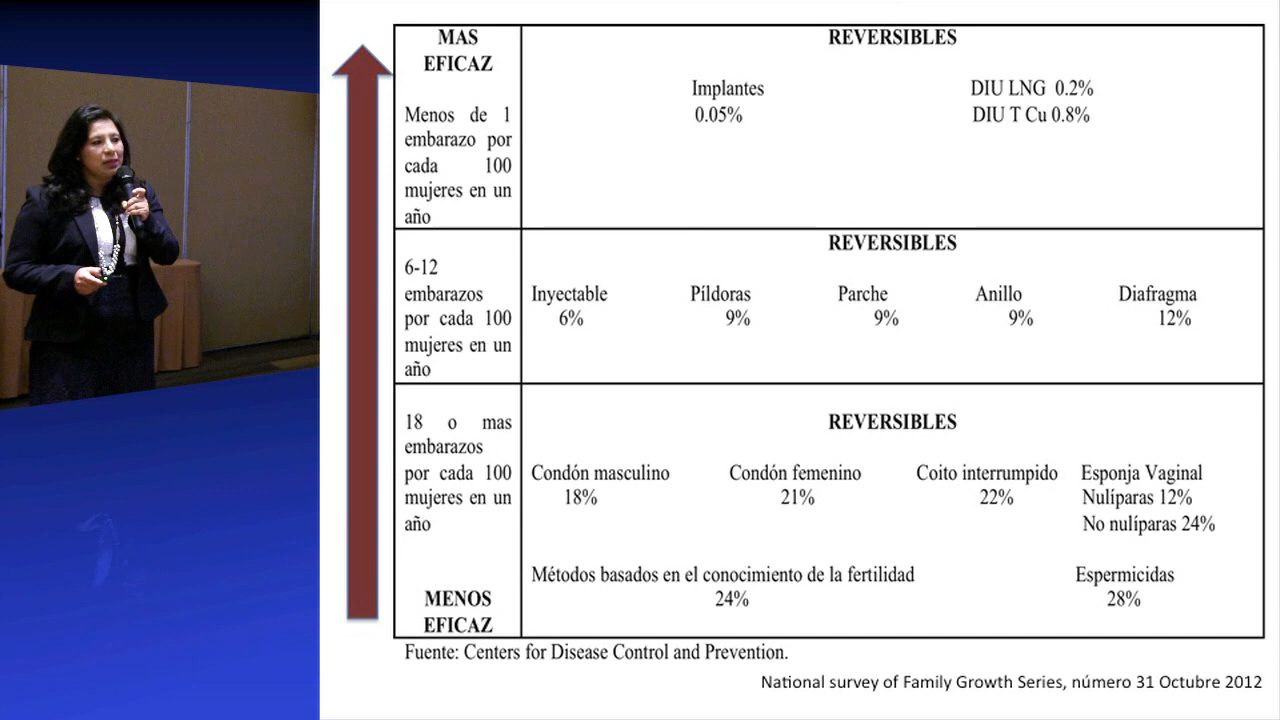 MAS
EFICAZ
Menos de 1
embarazo por
cada 100
mujeres en un
año
REVERSIBLES
Implantes DIU LNG 0.2%
0.05% DIU T Cu 0.8%
6-12
embarazos
por cada 100
mujeres en un
año
REVERSIBLES
Inyectable Píldoras Parche Anillo Diafragma
6% 9% 9% 9% 12%
18 o mas
embarazos
por cada 100
mujeres en un
año
MENOS
EFICAZ
REVERSIBLES
Condón masculino Condón femenino Coito interrumpido Esponja Vaginal
18% 21% 22% Nulíparas 12%
No nulíparas 24%
Métodos basados en el conocimiento de la fertilidad Espermicidas
24% 28%
Fuente: Centers for Disease Control and Prevention.
National survey of Family Growth Series, número 31 Octubre 2012